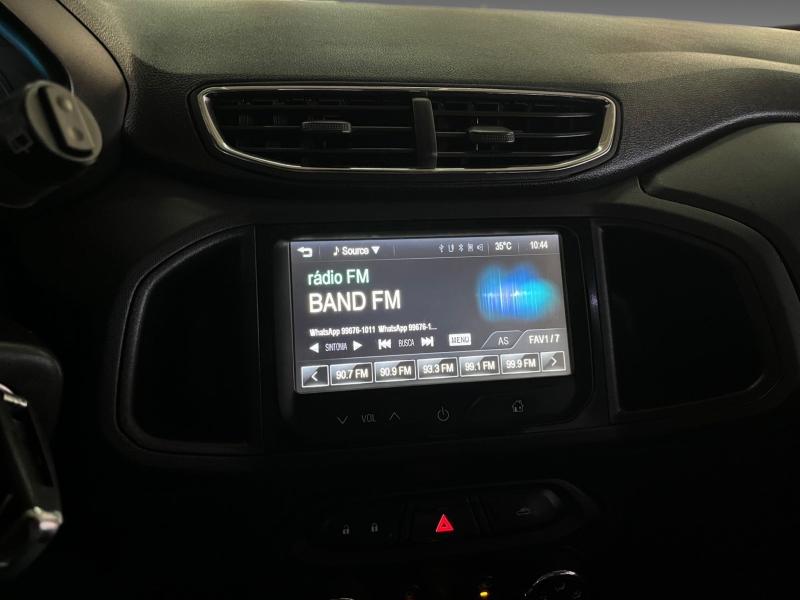 Source 35°C 10:44
rádio FM
BAND FM
WhatsApp 99676-1011 WhatsApp 99676-1...
SINTONIA BUSCA MENU AS FAV1/7
90.7 FM 90.9 FM 93.3 FM 99.1 FM 99.9 FM
VOL